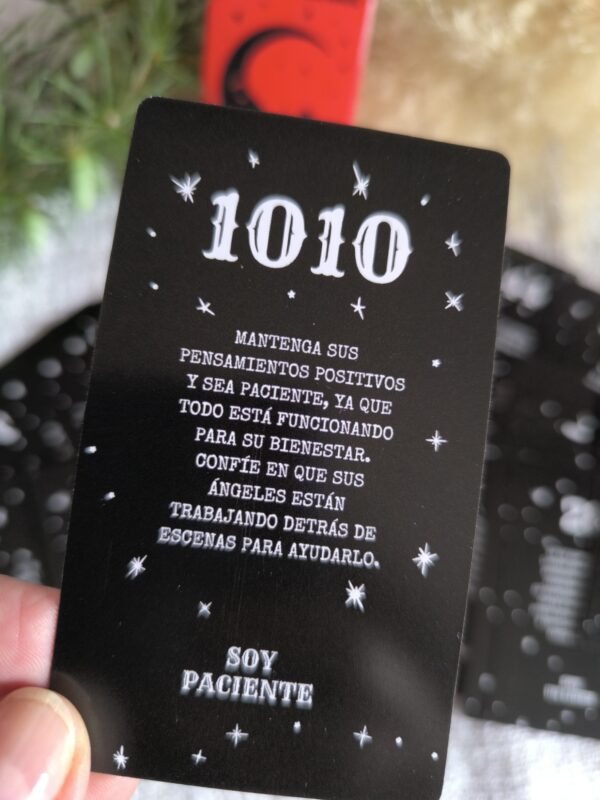 1010
MANTENGA SUS
PENSAMIENTOS POSITIVOS
Y SEA PACIENTE, YA QUE
TODO ESTÁ FUNCIONANDO
PARA SU BIENESTAR.
CONFÍE EN QUE SUS
ÁNGELES ESTÁN
TRABAJANDO DETRÁS DE
ESCENAS PARA AYUDARLO.
SOY
PACIENTE